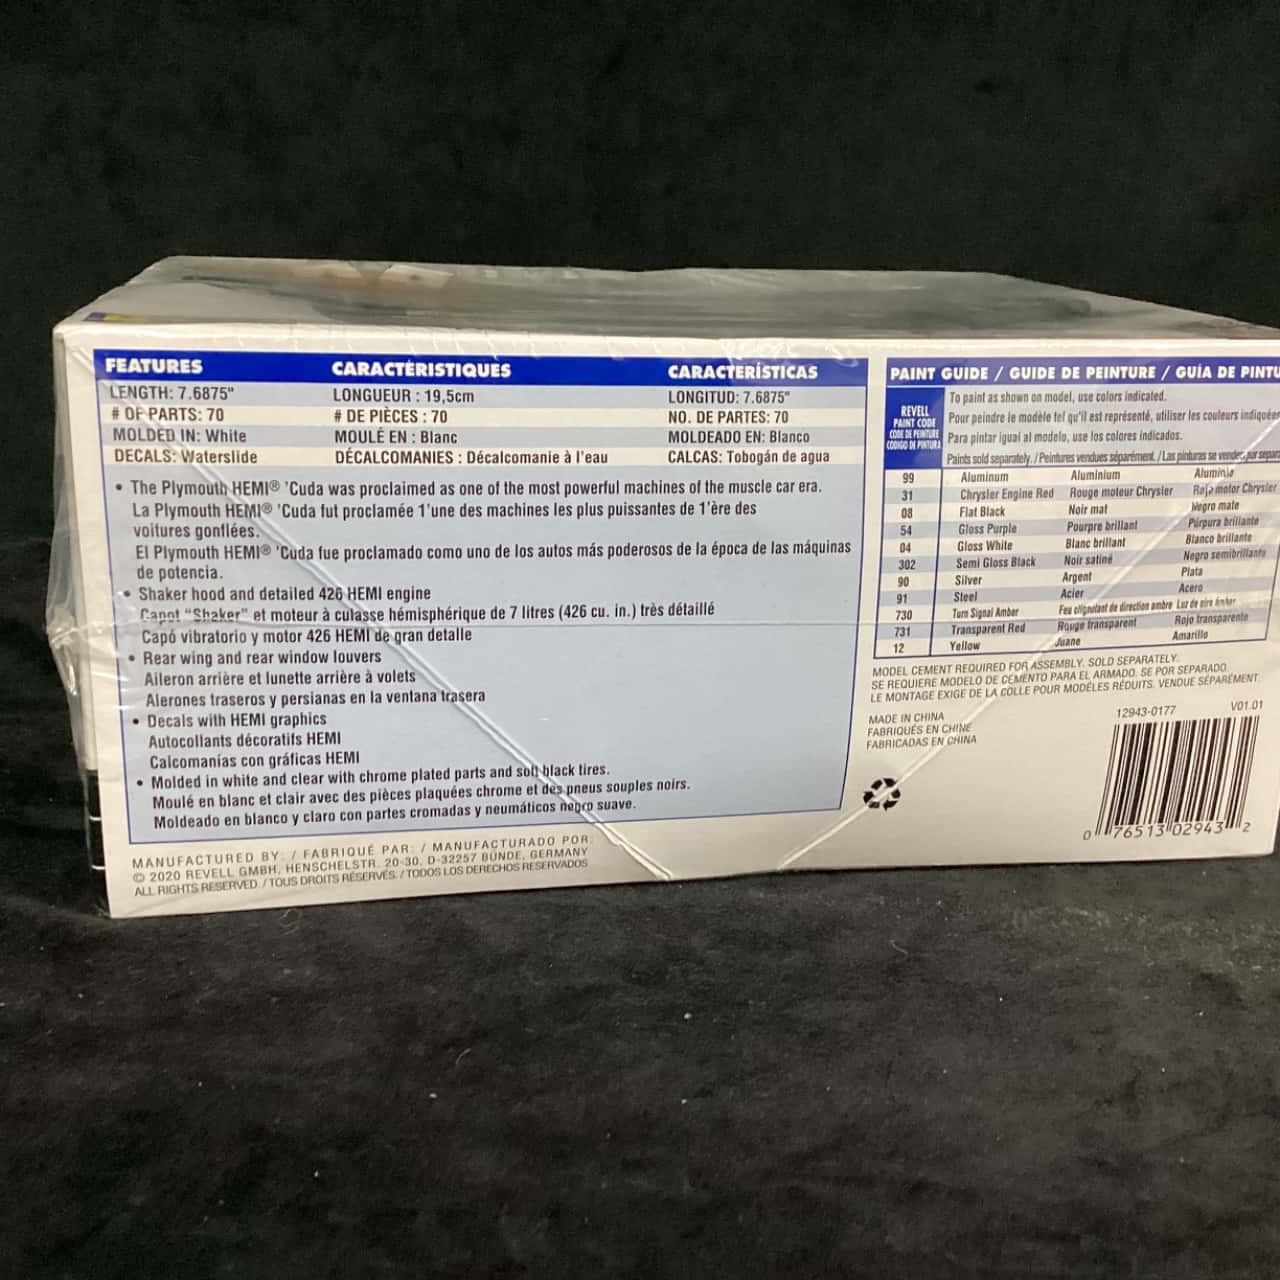 FEATURES CARACTÉRISTIQUES CARACTERÍSTICAS
LENGTH: 7.6875" LONGUEUR : 19,5cm LONGITUD: 7.6875"
# OF PARTS: 70 # DE PIÈCES : 70 NO. DE PARTES: 70
MOLDED IN: White MOULÉ EN : Blanc MOLDEADO EN: Blanco
DECALS: Waterslide DÉCALCOMANIES : Décalcomanie à l'eau CALCAS: Tobogán de agua
• The Plymouth HEMI® 'Cuda was proclaimed as one of the most powerful machines of the muscle car era.
La Plymouth HEMI® 'Cuda fut proclamée 1'une des machines les plus puissantes de 1'ère des
voitures gonflées.
El Plymouth HEMI® 'Cuda fue proclamado como uno de los autos más poderosos de la época de las máquinas
de potencia.
• Shaker hood and detailed 426 HEMI engine
Capot "Shaker" et moteur à culasse hémisphérique de 7 litres (426 cu. in.) très détaillé
Capó vibratorio y motor 426 HEMI de gran detalle
• Rear wing and rear window louvers
Aileron arrière et lunette arrière à volets
Alerones traseros y persianas en la ventana trasera
• Decals with HEMI graphics
Autocollants décoratifs HEMI
Calcomanías con gráficas HEMI
• Molded in white and clear with chrome plated parts and soft black tires.
Moulé en blanc et clair avec des pièces plaquées chrome et des pneus souples noirs.
Moldeado en blanco y claro con partes cromadas y neumáticos negro suave.
MANUFACTURED BY: / FABRIQUÉ PAR: / MANUFACTURADO POR:
© 2020 REVELL GMBH, HENSCHELSTR. 20-30, D-32257 BÜNDE, GERMANY
ALL RIGHTS RESERVED. / TOUS DROITS RÉSERVÉS. / TODOS LOS DERECHOS RESERVADOS
PAINT GUIDE / GUIDE DE PEINTURE / GUÍA DE PINTU
REVELL
PAINT CODE
CODE DE PEINTURE
CÓDIGO DE PINTURA
To paint as shown on model, use colors indicated.
Pour peindre le modèle tel qu'il est représenté, utiliser les couleurs indiquées
Para pintar igual al modelo, use los colores indicados.
Paints sold separately. / Peintures vendues séparément. / Las pinturas se venden por separa
99 Aluminum Aluminium Aluminio
31 Chrysler Engine Red Rouge moteur Chrysler Rojo motor Chrysler
08 Flat Black Noir mat Negro mate
54 Gloss Purple Pourpre brillant Púrpura brillante
04 Gloss White Blanc brillant Blanco brillante
302 Semi Gloss Black Noir satiné Negro semibrillante
90 Silver Argent Plata
91 Steel Acier Acero
730 Turn Signal Amber Feu clignotant de direction ambre Luz de giro ámbar
731 Transparent Red Rouge transparent Rojo transparente
12 Yellow Juane Amarillo
MODEL CEMENT REQUIRED FOR ASSEMBLY. SOLD SEPARATELY.
SE REQUIERE MODELO DE CEMENTO PARA EL ARMADO. SE POR SEPARADO.
LE MONTAGE EXIGE DE LA COLLE POUR MODÈLES RÉDUITS. VENDUE SÉPARÉMENT.
MADE IN CHINA
FABRIQUÉS EN CHINE
FABRICADAS EN CHINA
12943-0177 V01.01
0 76513 02943 2